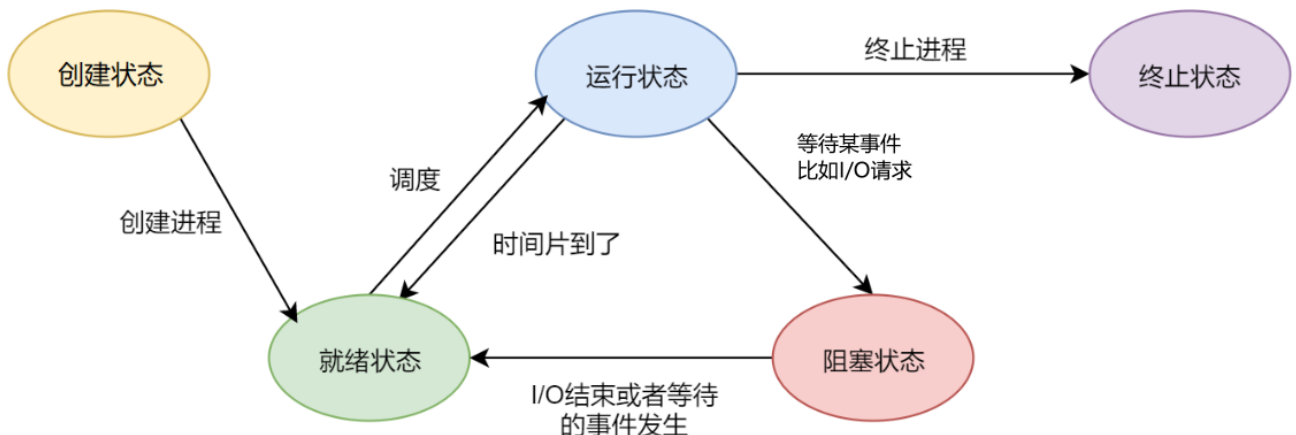 创建状态
运行状态
终止进程
终止状态
等待某事件
比如I/O请求
调度
创建进程
时间片到了
就绪状态
阻塞状态
I/O结束或者等待
的事件发生